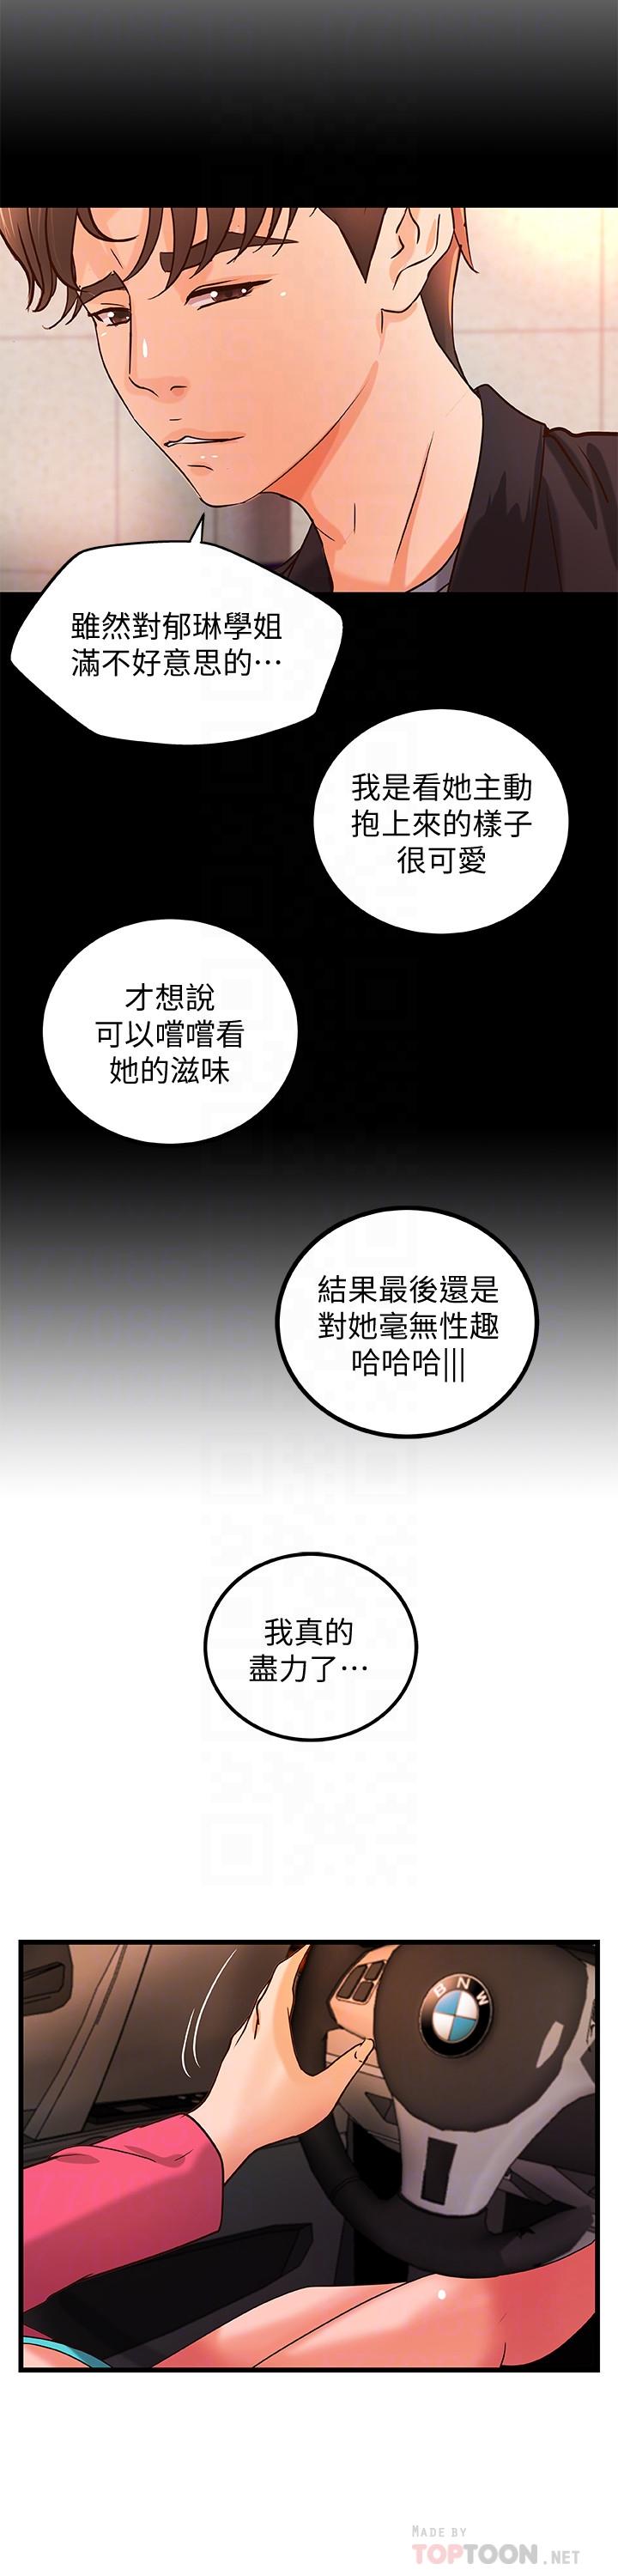 雖然對郁琳學姐
滿不好意思的⋯
我是看她主動
抱上來的樣子
很可愛
才想說
可以嚐嚐看
她的滋味
結果最後還是
對她毫無性趣
哈哈哈|||
我真的
盡力了⋯
BNW
MADE BY
TOPTOON.NET